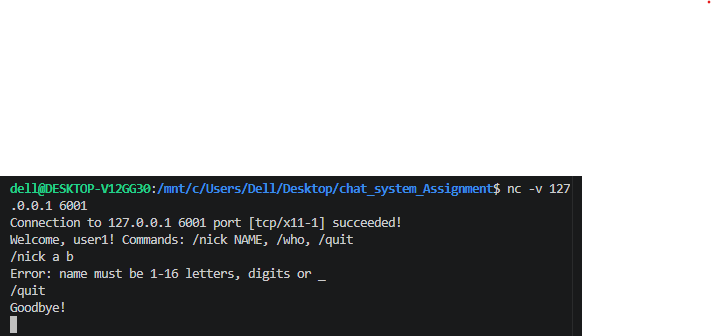 dell@DESKTOP-V12GG30:/mnt/c/Users/Dell/Desktop/chat_system_Assignment$ nc -v 127
.0.0.1 6001
Connection to 127.0.0.1 6001 port [tcp/x11-1] succeeded!
Welcome, user1! Commands: /nick NAME, /who, /quit
/nick a b
Error: name must be 1-16 letters, digits or _
/quit
Goodbye!